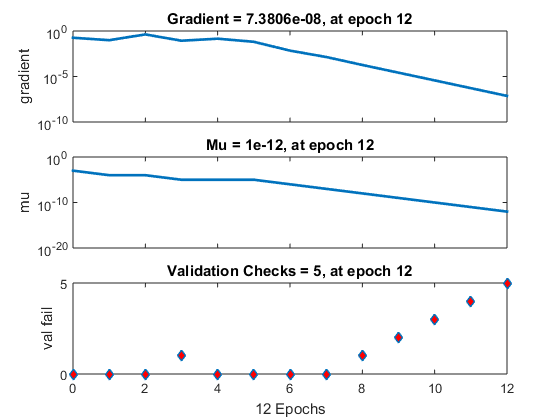 Gradient = 7.3806e-08, at epoch 12
10^0
10^-5
10^-10
gradient
Mu = 1e-12, at epoch 12
10^0
10^-10
10^-20
mu
Validation Checks = 5, at epoch 12
5
0
val fail
0 2 4 6 8 10 12
12 Epochs